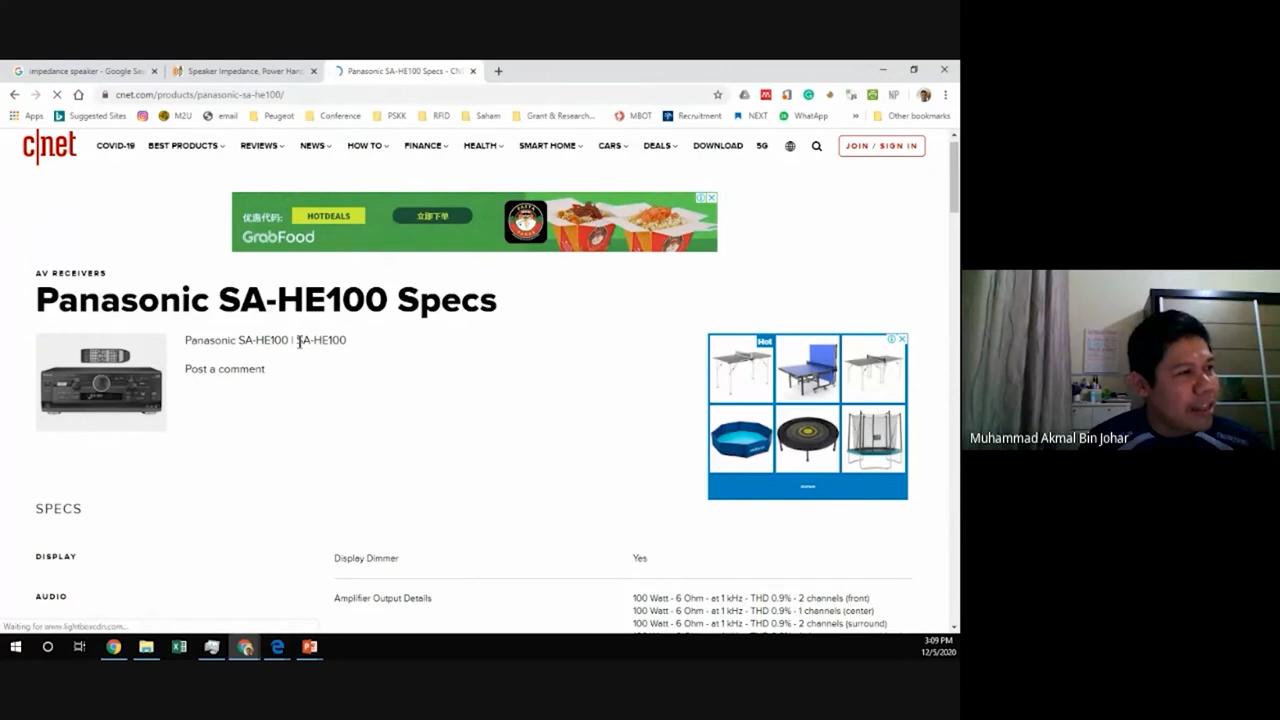 impedance speaker - Google Sea
Speaker Impedance, Power Han
Panasonic SA-HE100 Specs - CN
cnet.com/products/panasonic-sa-he100/
Apps
Suggested Sites
M2U
email
Peugeot
Conference
PSKK
RFID
Saham
Grant & Research...
MBOT
Recruitment
NEXT
WhatApp
Other bookmarks
c|net
COVID-19
BEST PRODUCTS
REVIEWS
NEWS
HOW TO
FINANCE
HEALTH
SMART HOME
CARS
DEALS
DOWNLOAD
5G
JOIN / SIGN IN
优惠代码:
HOTDEALS
立即下单
GrabFood
AV RECEIVERS
Panasonic SA-HE100 Specs
Panasonic SA-HE100 | SA-HE100
Post a comment
Hot
SPECS
DISPLAY
Display Dimmer
Yes
AUDIO
Amplifier Output Details
100 Watt - 6 Ohm - at 1 kHz - THD 0.9% - 2 channels (front)
100 Watt - 6 Ohm - at 1 kHz - THD 0.9% - 1 channels (center)
100 Watt - 6 Ohm - at 1 kHz - THD 0.9% - 2 channels (surround)
Waiting for www.lightboxcdn.com...
3:09 PM
12/5/2020
Muhammad Akmal Bin Johar